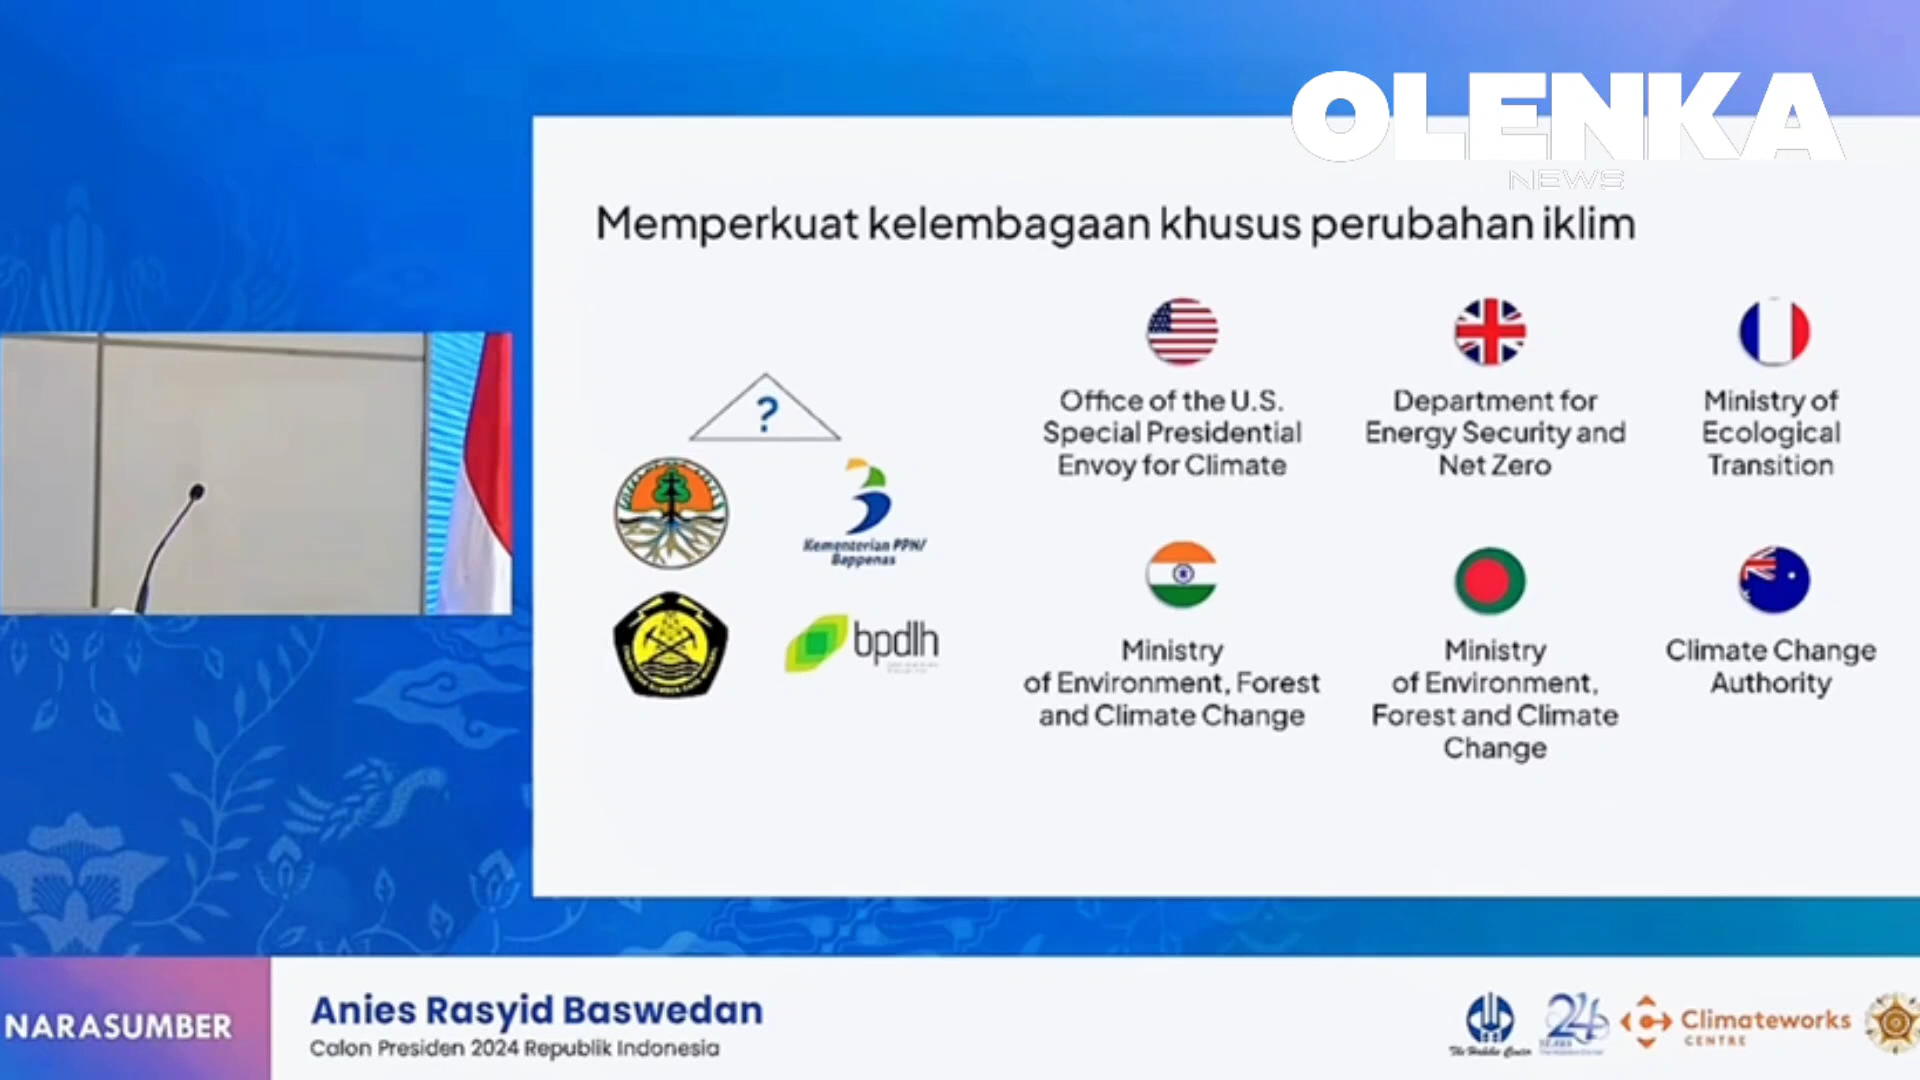 OLENKA
NEWS
Memperkuat kelembagaan khusus perubahan iklim
?
Kementerian PPN/
Bappenas
bpdlh
Office of the U.S.
Special Presidential
Envoy for Climate
Department for
Energy Security and
Net Zero
Ministry of
Ecological
Transition
Ministry
of Environment, Forest
and Climate Change
Ministry
of Environment,
Forest and Climate
Change
Climate Change
Authority
NARASUMBER
Anies Rasyid Baswedan
Calon Presiden 2024 Republik Indonesia
The Habibie Center
Climateworks
CENTRE